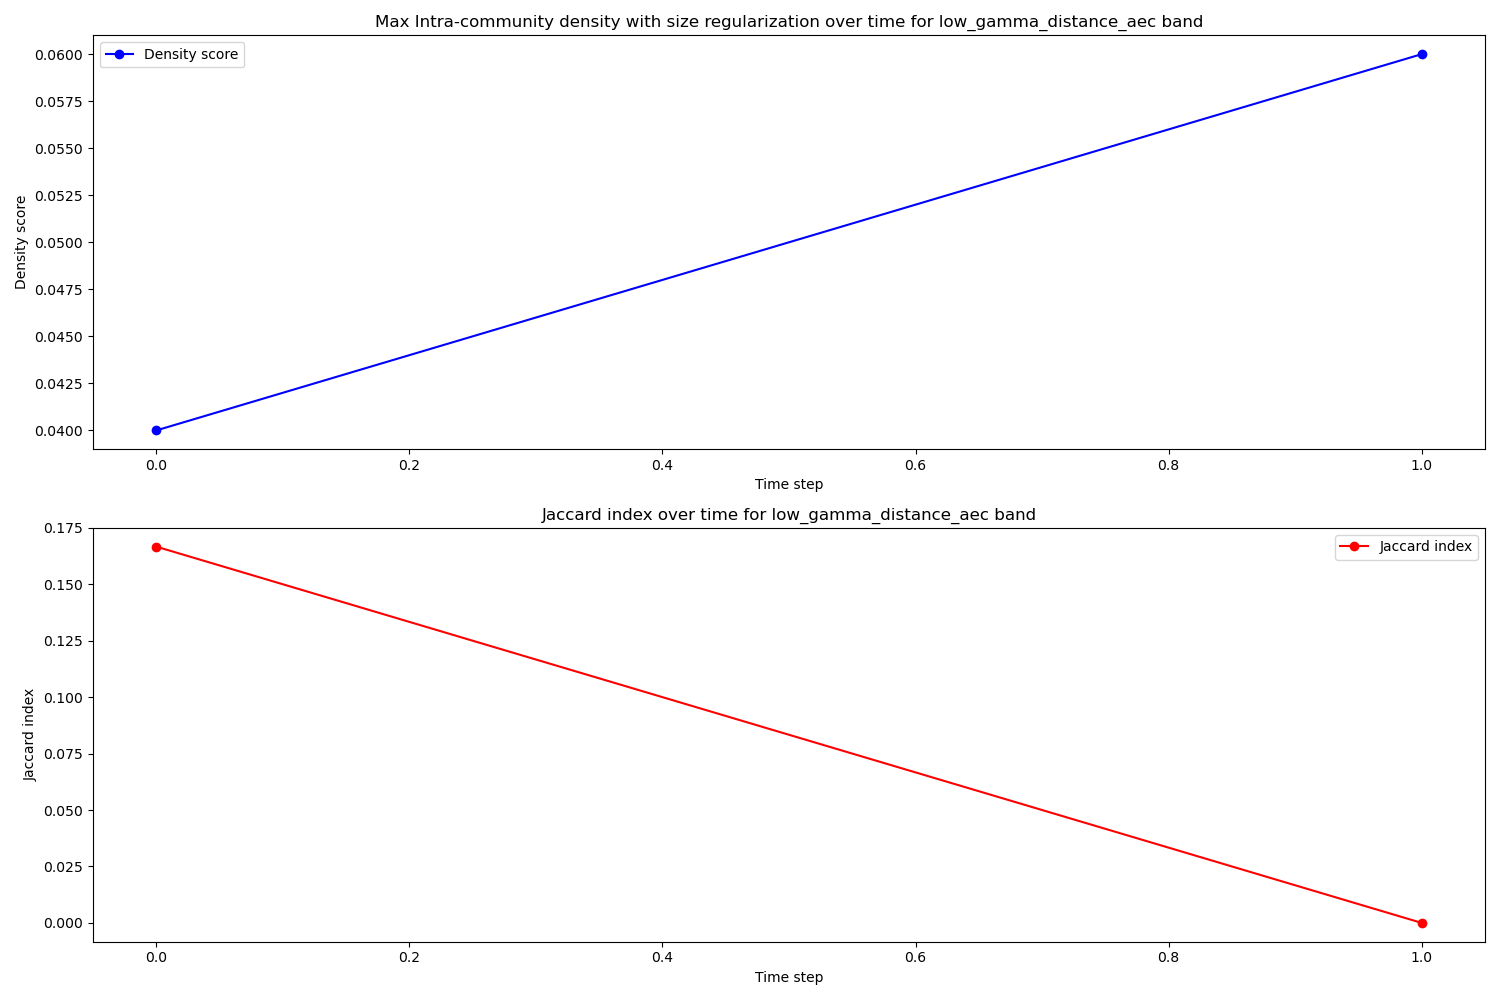 Max Intra-community density with size regularization over time for low_gamma_distance_aec band
Density score
0.0600
0.0575
0.0550
0.0525
0.0500
0.0475
0.0450
0.0425
0.0400
Density score
0.0 0.2 0.4 0.6 0.8 1.0
Time step
Jaccard index over time for low_gamma_distance_aec band
Jaccard index
0.175
0.150
0.125
0.100
0.075
0.050
0.025
0.000
Jaccard index
0.0 0.2 0.4 0.6 0.8 1.0
Time step